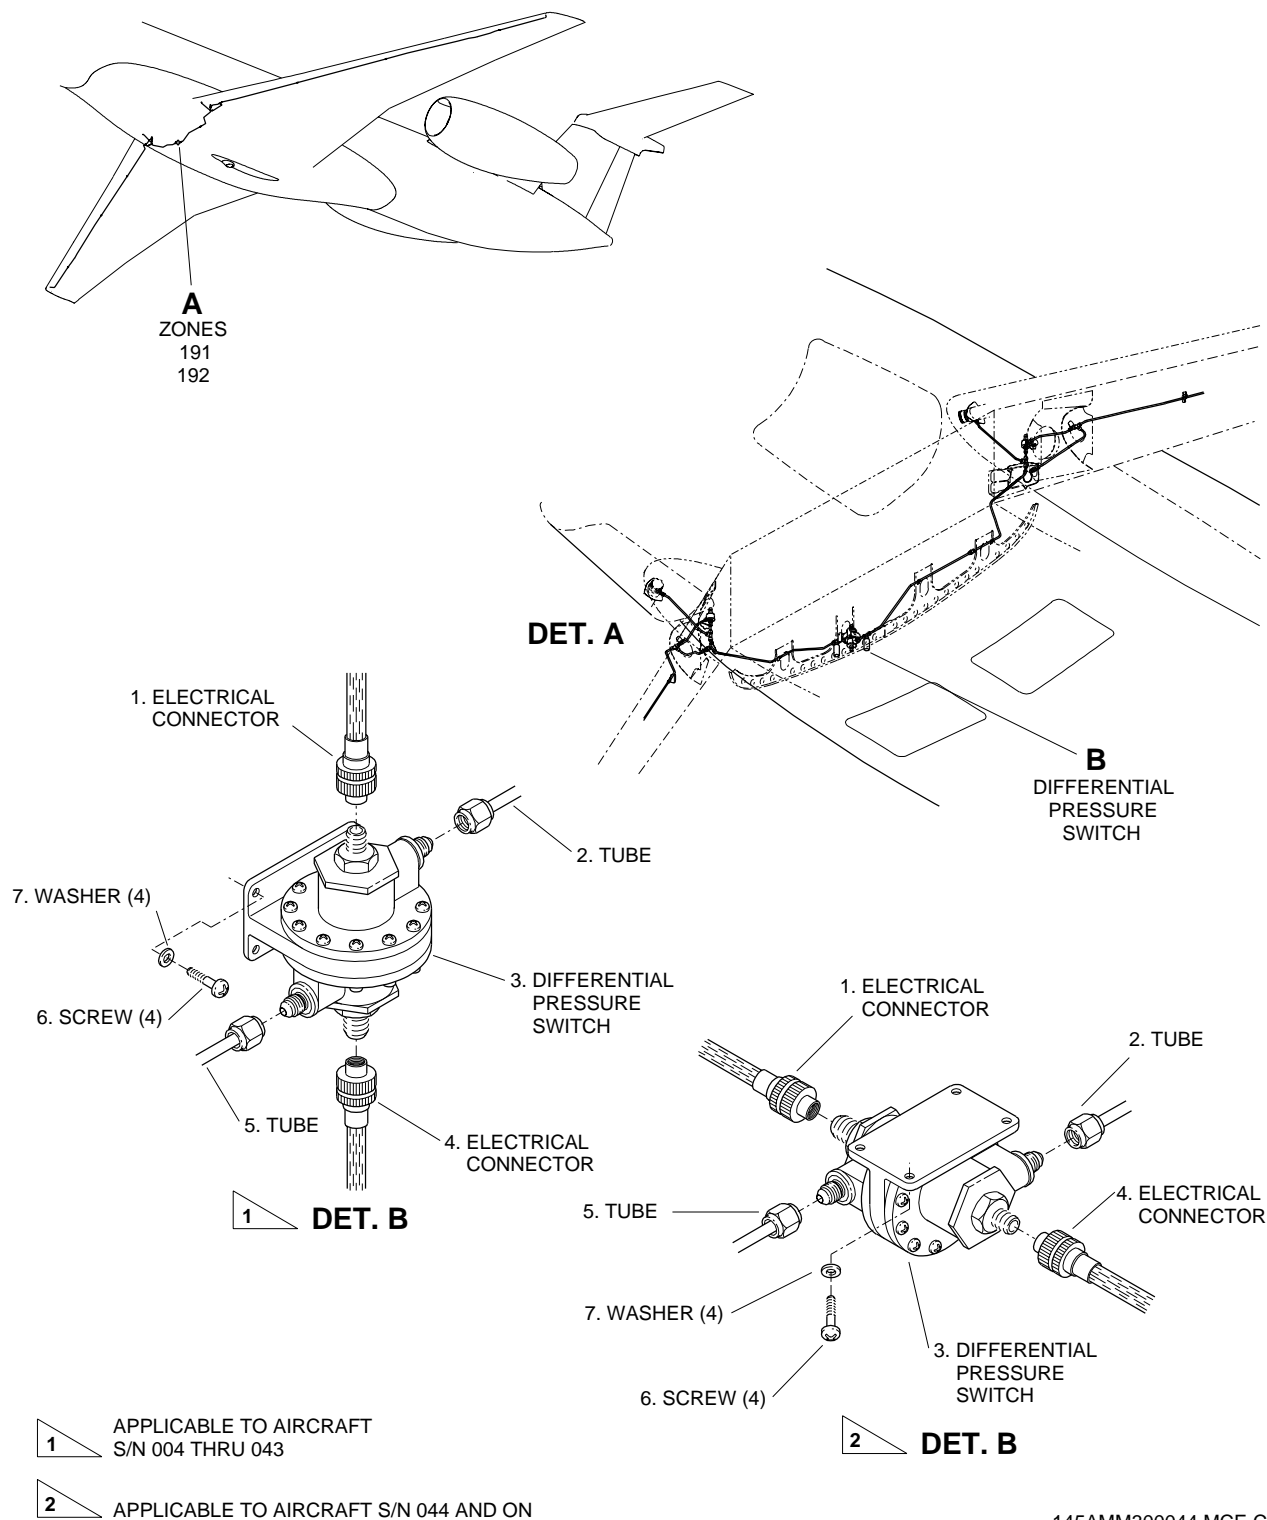 A
ZONES
191
192
DET. A
B
DIFFERENTIAL
PRESSURE
SWITCH
1. ELECTRICAL
CONNECTOR
2. TUBE
7. WASHER (4)
3. DIFFERENTIAL
PRESSURE
SWITCH
6. SCREW (4)
5. TUBE
4. ELECTRICAL
CONNECTOR
1 DET. B
1. ELECTRICAL
CONNECTOR
2. TUBE
4. ELECTRICAL
CONNECTOR
5. TUBE
7. WASHER (4)
3. DIFFERENTIAL
PRESSURE
SWITCH
6. SCREW (4)
2 DET. B
1 APPLICABLE TO AIRCRAFT
S/N 004 THRU 043
2 APPLICABLE TO AIRCRAFT S/N 044 AND ON